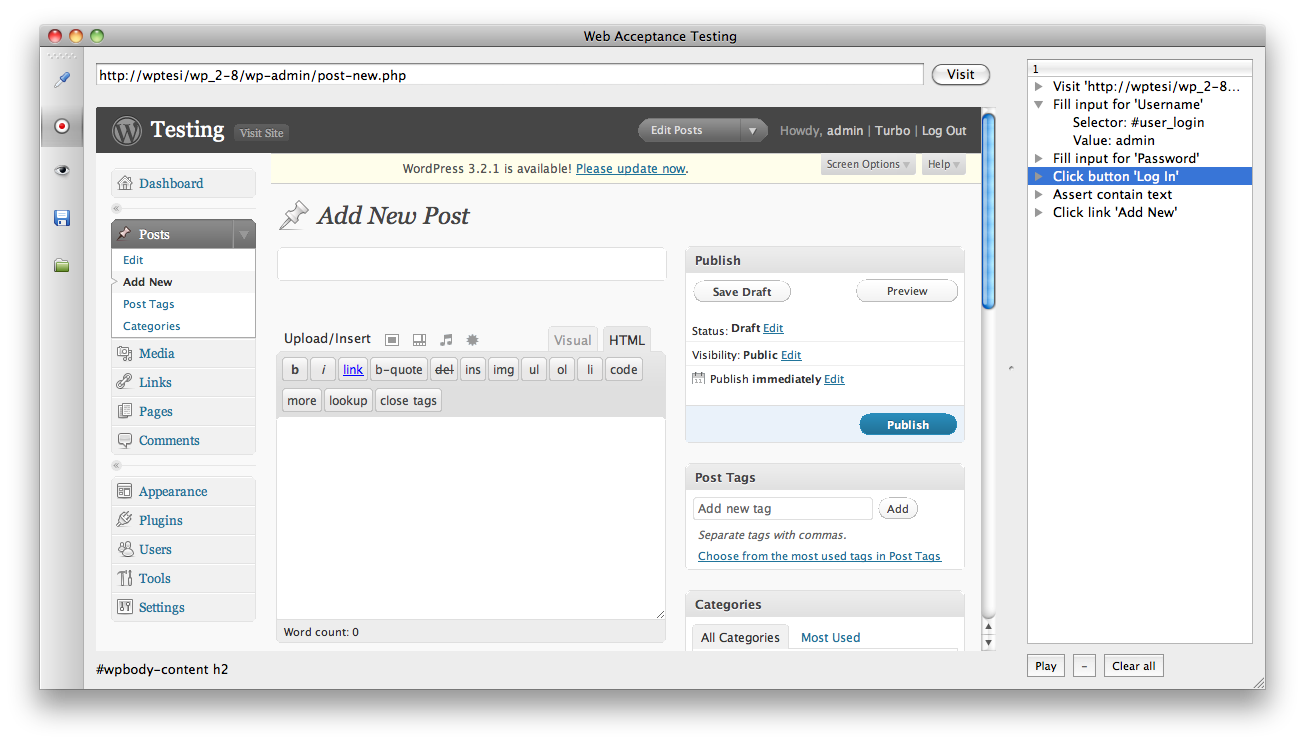 Web Acceptance Testing
http://wptesi/wp_2-8/wp-admin/post-new.php
Visit
Testing Visit Site
Edit Posts
Howdy, admin | Turbo | Log Out
WordPress 3.2.1 is available! Please update now.
Screen Options
Help
Dashboard
Posts
Edit
Add New
Post Tags
Categories
Media
Links
Pages
Comments
Appearance
Plugins
Users
Tools
Settings
Add New Post
Upload/Insert
Visual
HTML
b i link b-quote del ins img ul ol li code
more lookup close tags
Word count: 0
Publish
Save Draft
Preview
Status: Draft Edit
Visibility: Public Edit
Publish immediately Edit
Publish
Post Tags
Add new tag
Add
Separate tags with commas.
Choose from the most used tags in Post Tags
Categories
All Categories
Most Used
#wpbody-content h2
1
Visit 'http://wptesi/wp_2-8...
Fill input for 'Username'
Selector: #user_login
Value: admin
Fill input for 'Password'
Click button 'Log In'
Assert contain text
Click link 'Add New'
Play
-
Clear all